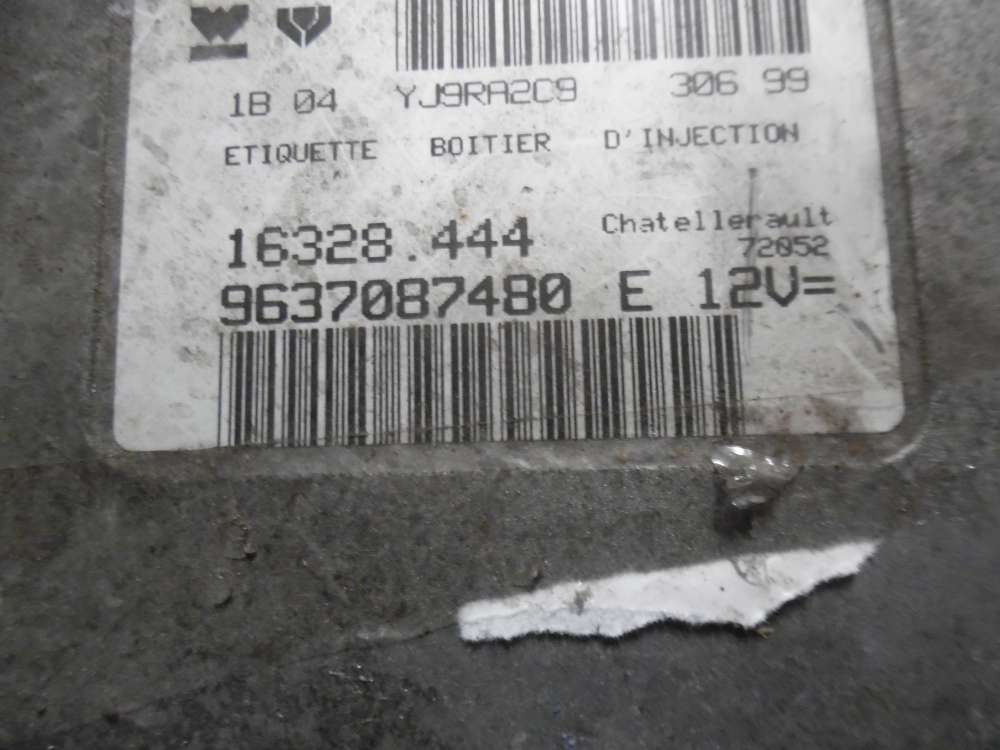 1B 04 YJ9RA2C9 306 99
ETIQUETTE BOITIER D'INJECTION
16328.444 Chatellerault
72052
9637087480 E 12V=